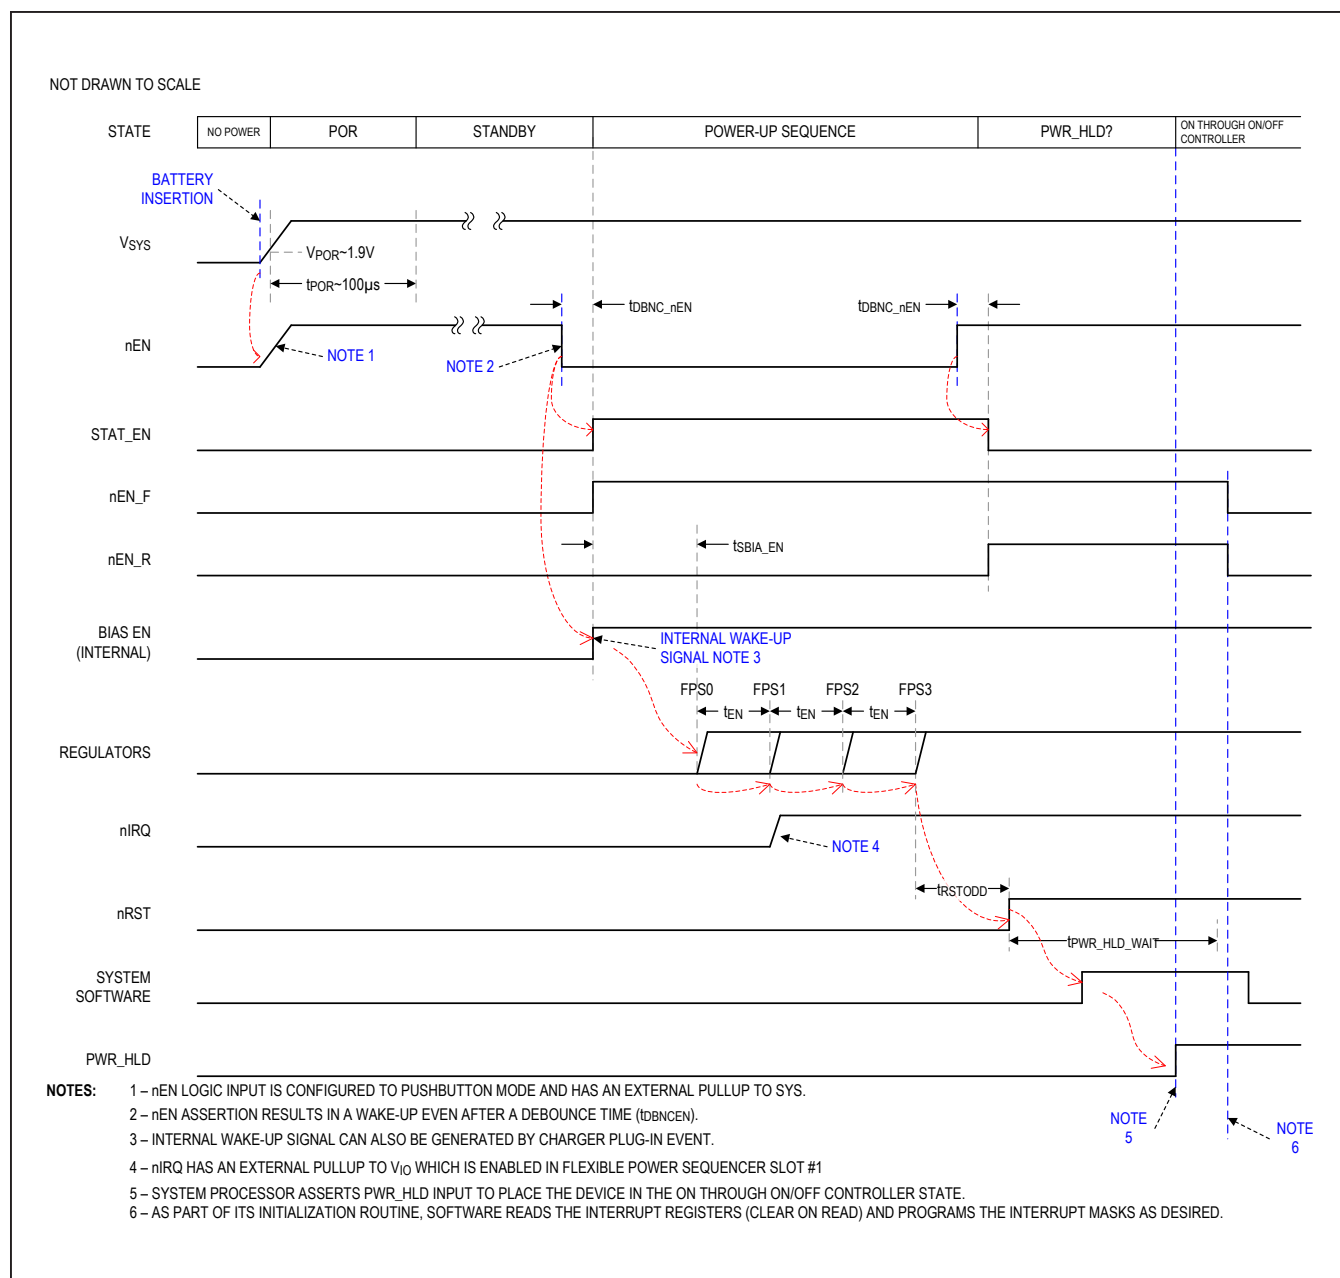 NOT DRAWN TO SCALE
STATE
NO POWER
POR
STANDBY
POWER-UP SEQUENCE
PWR_HLD?
ON THROUGH ON/OFF
CONTROLLER
BATTERY
INSERTION
VSYS
VPOR~1.9V
tPOR~100µs
tDBNC_nEN
tDBNC_nEN
nEN
NOTE 1
NOTE 2
STAT_EN
nEN_F
nEN_R
tSBIA_EN
BIAS EN
(INTERNAL)
INTERNAL WAKE-UP
SIGNAL NOTE 3
FPS0
FPS1
FPS2
FPS3
tEN
tEN
tEN
REGULATORS
nIRQ
NOTE 4
tRSTODD
nRST
tPWR_HLD_WAIT
SYSTEM
SOFTWARE
PWR_HLD
NOTE
5
NOTE
6
NOTES:
1 – nEN LOGIC INPUT IS CONFIGURED TO PUSHBUTTON MODE AND HAS AN EXTERNAL PULLUP TO SYS.
2 – nEN ASSERTION RESULTS IN A WAKE-UP EVEN AFTER A DEBOUNCE TIME (tDBNCEN).
3 – INTERNAL WAKE-UP SIGNAL CAN ALSO BE GENERATED BY CHARGER PLUG-IN EVENT.
4 – nIRQ HAS AN EXTERNAL PULLUP TO VIO WHICH IS ENABLED IN FLEXIBLE POWER SEQUENCER SLOT #1
5 – SYSTEM PROCESSOR ASSERTS PWR_HLD INPUT TO PLACE THE DEVICE IN THE ON THROUGH ON/OFF CONTROLLER STATE.
6 – AS PART OF ITS INITIALIZATION ROUTINE, SOFTWARE READS THE INTERRUPT REGISTERS (CLEAR ON READ) AND PROGRAMS THE INTERRUPT MASKS AS DESIRED.